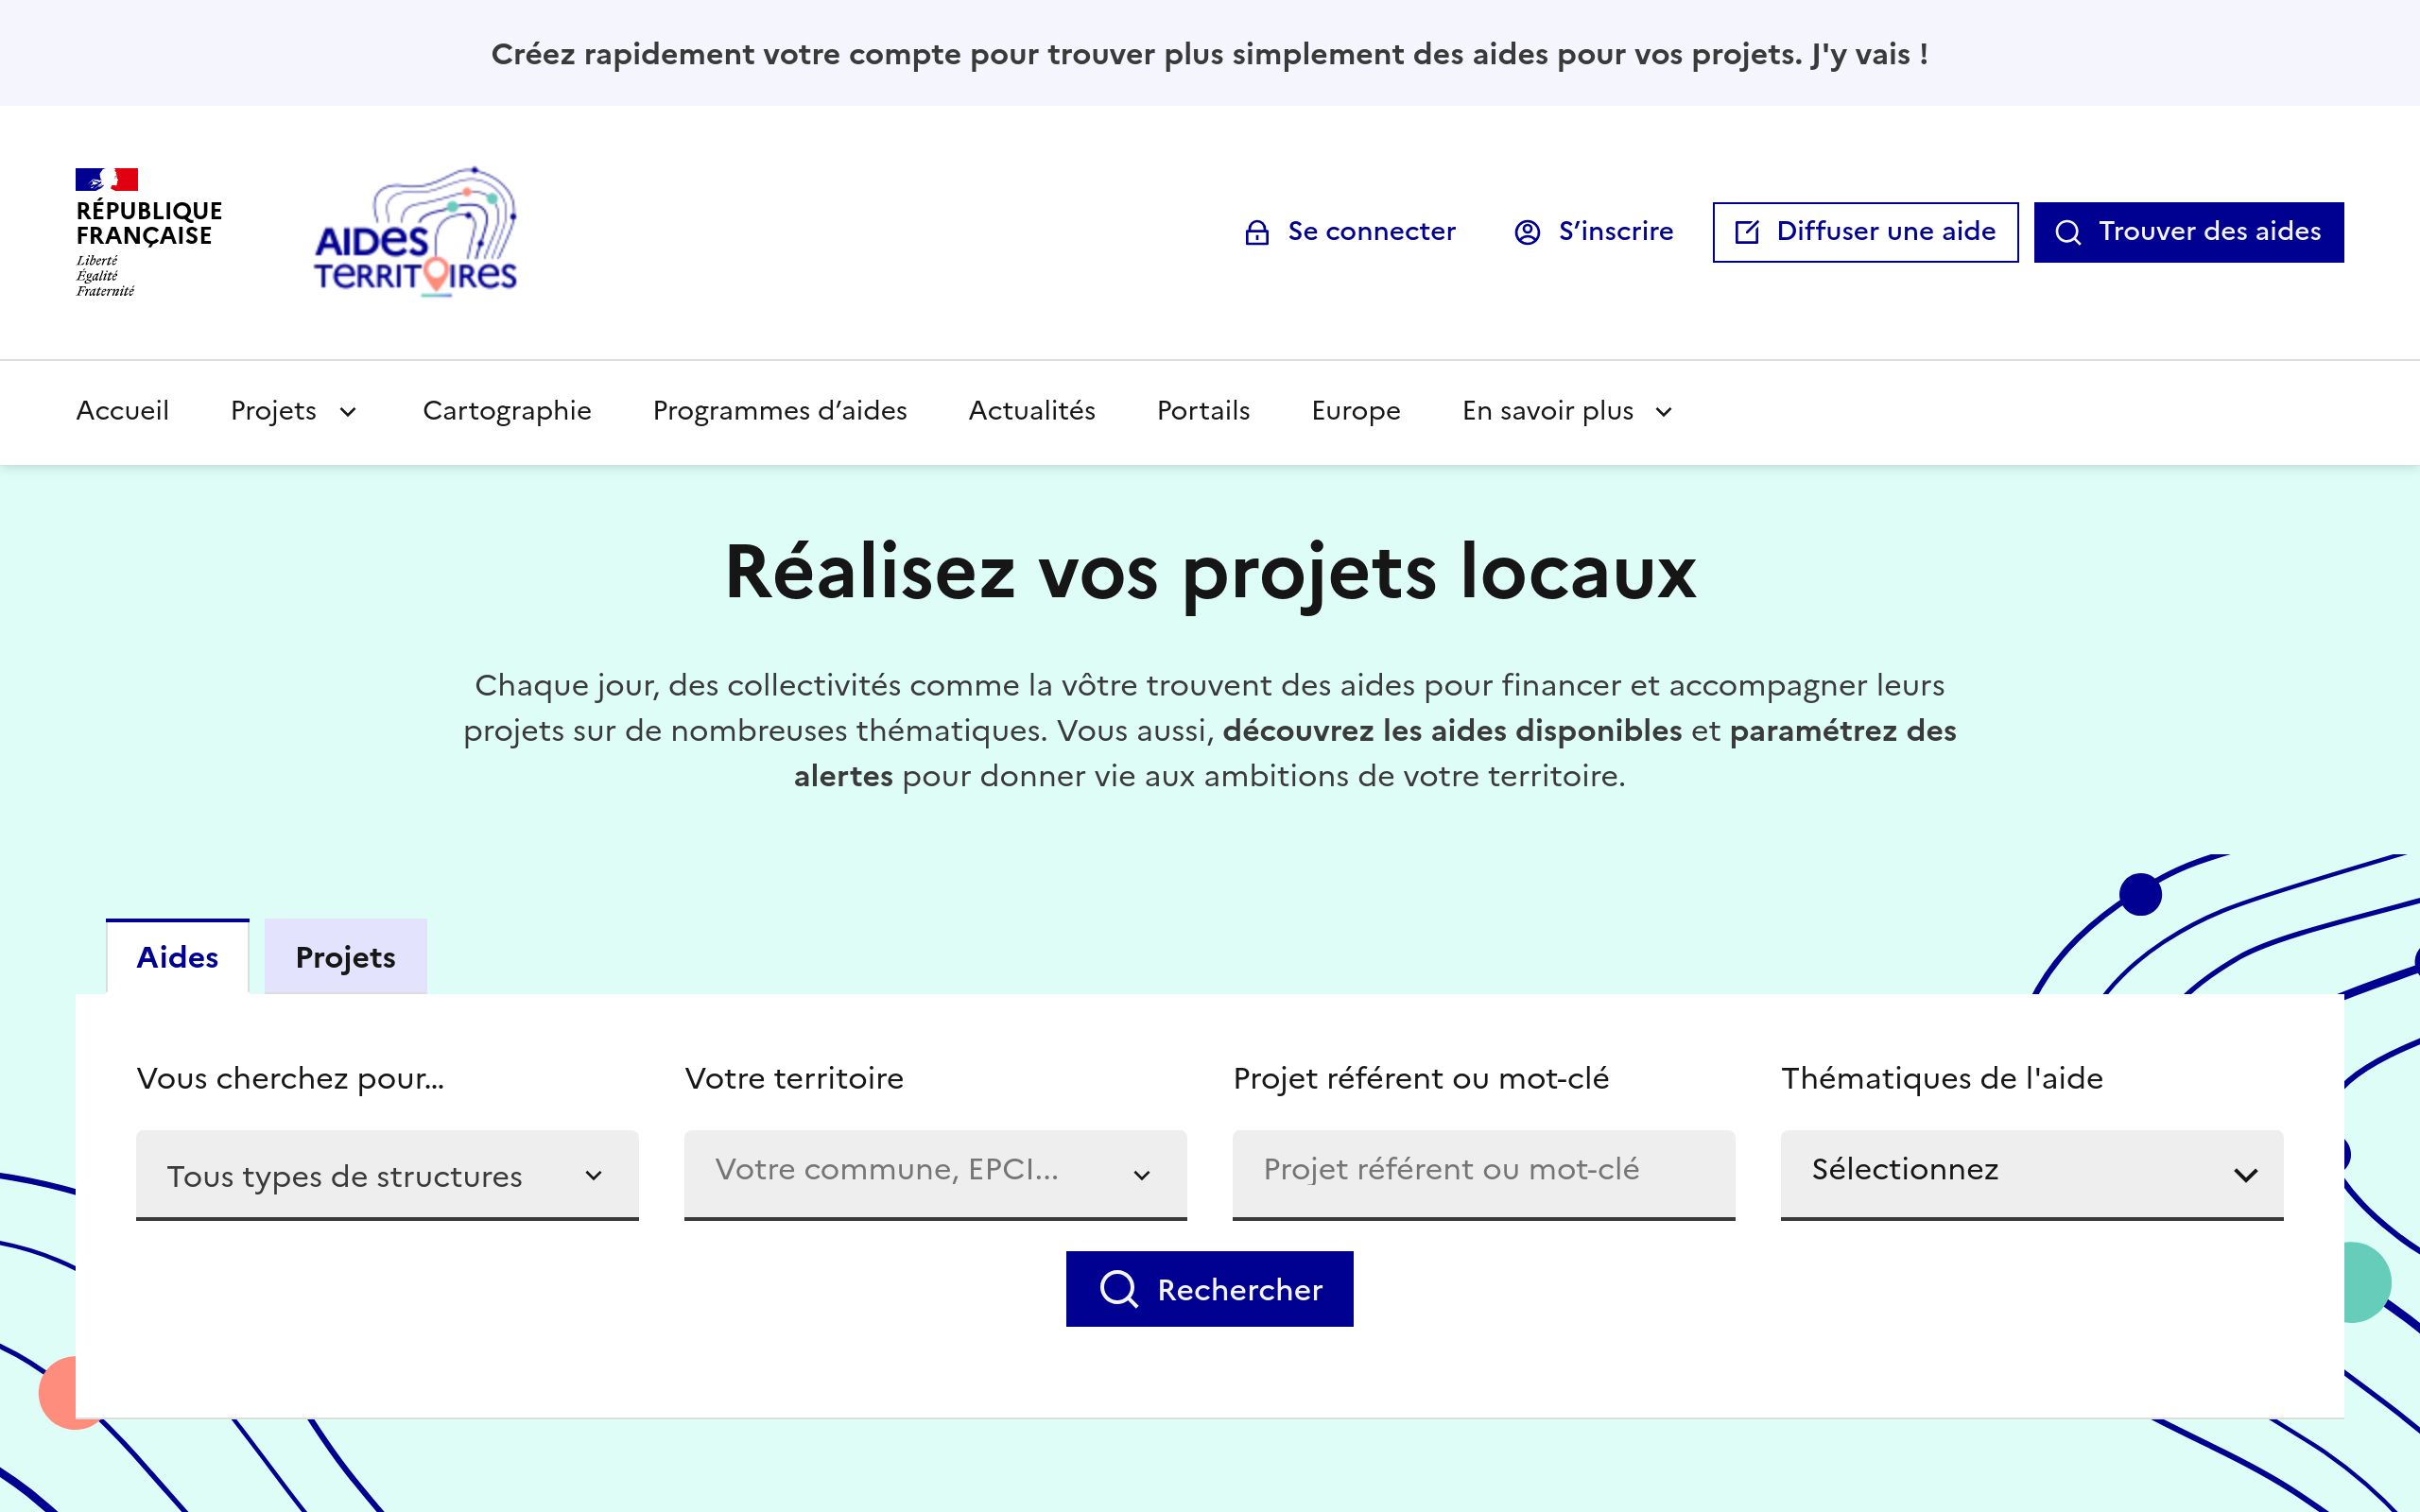 Créez rapidement votre compte pour trouver plus simplement des aides pour vos projets. J'y vais !
RÉPUBLIQUE
FRANÇAISE
Liberté
Égalité
Fraternité
AIDES
TERRITOIRES
Se connecter
S’inscrire
Diffuser une aide
Trouver des aides
Accueil
Projets
Cartographie
Programmes d’aides
Actualités
Portails
Europe
En savoir plus
Réalisez vos projets locaux
Chaque jour, des collectivités comme la vôtre trouvent des aides pour financer et accompagner leurs
projets sur de nombreuses thématiques. Vous aussi, découvrez les aides disponibles et paramétrez des
alertes pour donner vie aux ambitions de votre territoire.
Aides
Projets
Vous cherchez pour…
Tous types de structures
Votre territoire
Votre commune, EPCI...
Projet référent ou mot-clé
Projet référent ou mot-clé
Thématiques de l'aide
Sélectionnez
Rechercher